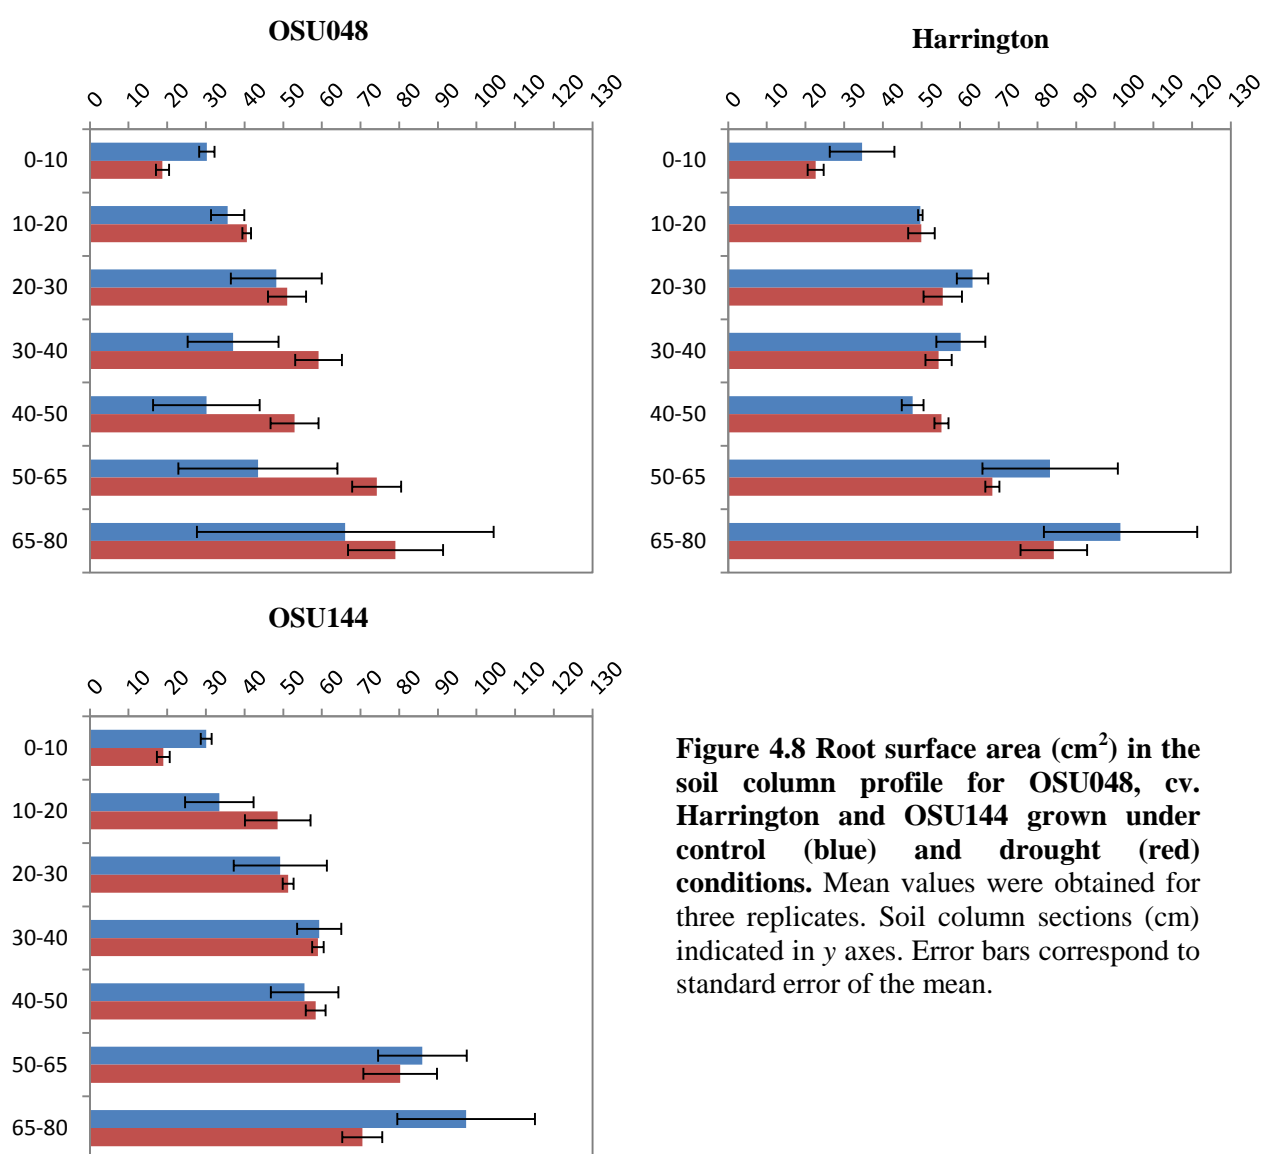 OSU048
0 10 20 30 40 50 60 70 80 90 100 110 120 130
0-10
10-20
20-30
30-40
40-50
50-65
65-80
Harrington
0 10 20 30 40 50 60 70 80 90 100 110 120 130
0-10
10-20
20-30
30-40
40-50
50-65
65-80
OSU144
0 10 20 30 40 50 60 70 80 90 100 110 120 130
0-10
10-20
20-30
30-40
40-50
50-65
65-80
Figure 4.8 Root surface area (cm²) in the
soil column profile for OSU048, cv.
Harrington and OSU144 grown under
control (blue) and drought (red)
conditions. Mean values were obtained for
three replicates. Soil column sections (cm)
indicated in y axes. Error bars correspond to
standard error of the mean.